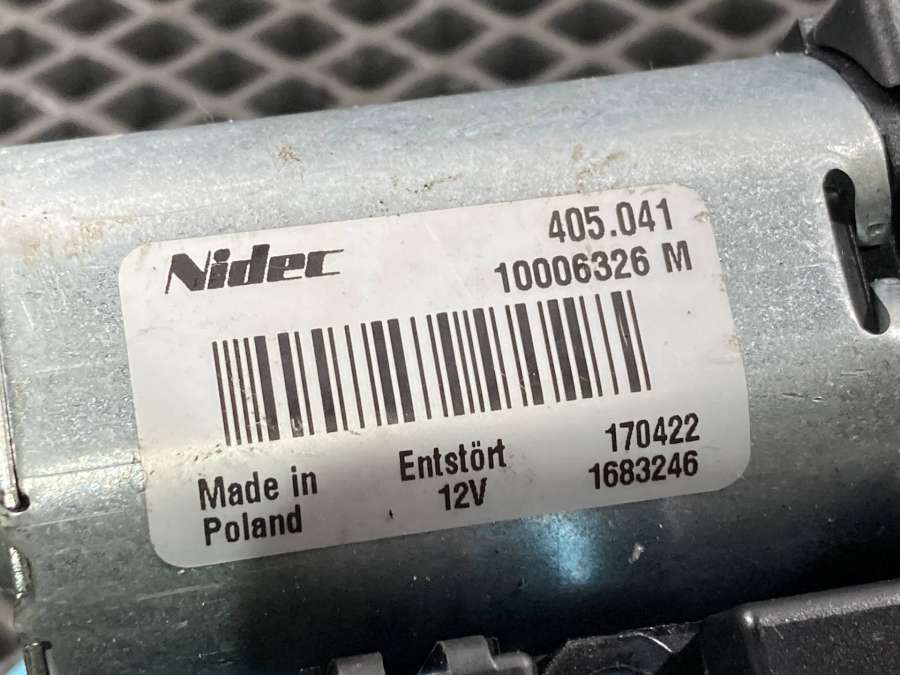 Nidec
405.041
10006326 M
Made in
Poland
Entstört
12V
170422
1683246